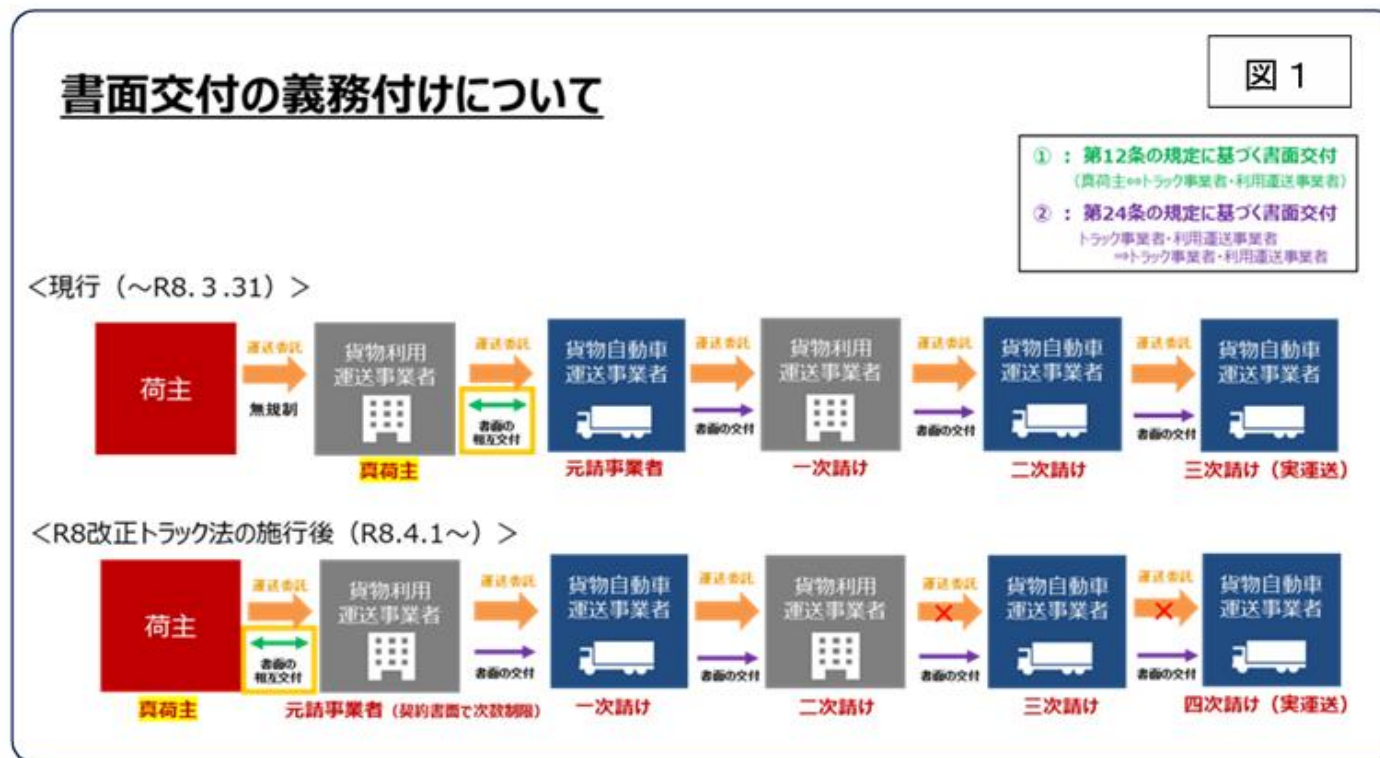 書面交付の義務付けについて
図1
① : 第12条の規定に基づく書面交付
(真荷主⇔トラック事業者・利用運送事業者)
② : 第24条の規定に基づく書面交付
トラック事業者・利用運送事業者
⇒トラック事業者・利用運送事業者
<現行(~R8.3.31)>
荷主
運送委託
無規制
貨物利用
運送事業者
真荷主
運送委託
書面の
相互交付
貨物自動車
運送事業者
元請事業者
運送委託
書面の交付
貨物利用
運送事業者
一次請け
運送委託
書面の交付
貨物自動車
運送事業者
二次請け
運送委託
書面の交付
貨物自動車
運送事業者
三次請け(実運送)
<R8改正トラック法の施行後(R8.4.1~)>
荷主
真荷主
運送委託
書面の
相互交付
貨物利用
運送事業者
元請事業者(契約書面で次数制限)
運送委託
書面の交付
貨物自動車
運送事業者
一次請け
運送委託
書面の交付
貨物利用
運送事業者
二次請け
運送委託
書面の交付
貨物自動車
運送事業者
三次請け
運送委託
書面の交付
貨物自動車
運送事業者
四次請け(実運送)